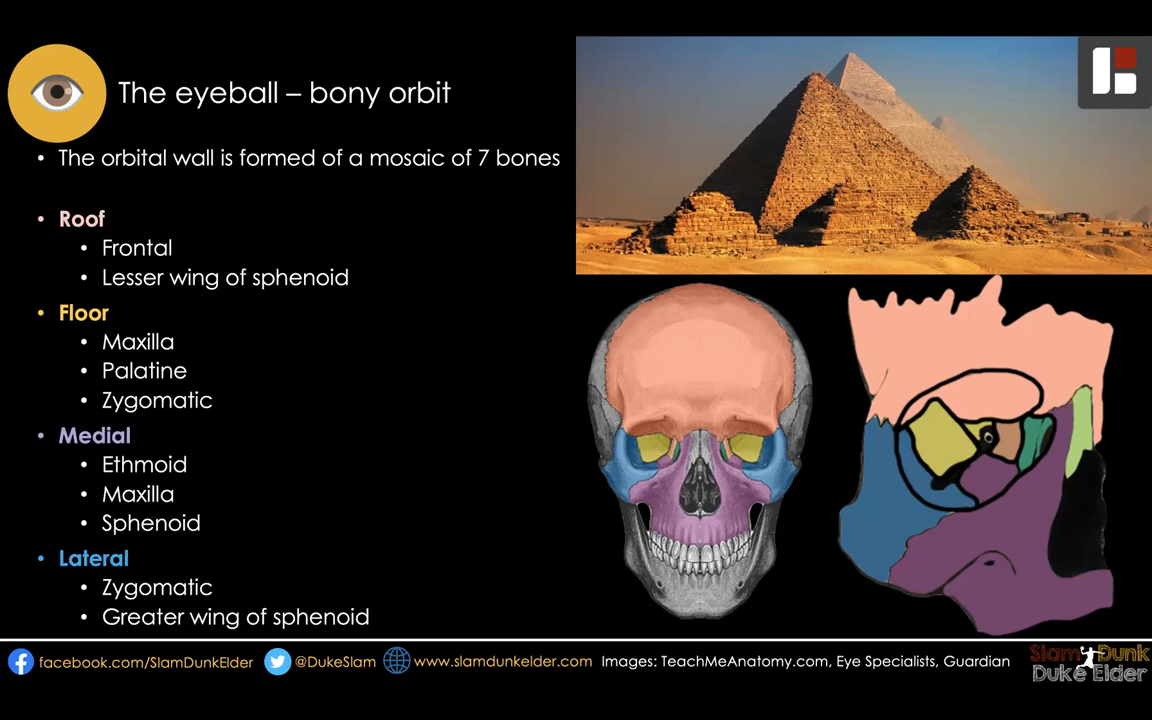 The eyeball – bony orbit
• The orbital wall is formed of a mosaic of 7 bones
• Roof
• Frontal
• Lesser wing of sphenoid
• Floor
• Maxilla
• Palatine
• Zygomatic
• Medial
• Ethmoid
• Maxilla
• Sphenoid
• Lateral
• Zygomatic
• Greater wing of sphenoid
facebook.com/SlamDunkElder @DukeSlam www.slamdunkelder.com Images: TeachMeAnatomy.com, Eye Specialists, Guardian
Slam Dunk
Duke Elder